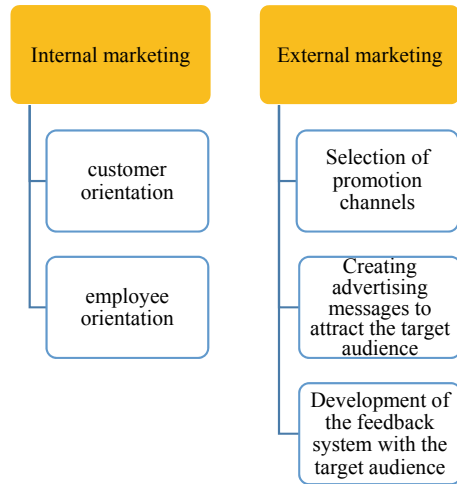 Internal marketing
customer
orientation
employee
orientation
External marketing
Selection of
promotion
channels
Creating
advertising
messages to
attract the target
audience
Development of
the feedback
system with the
target audience